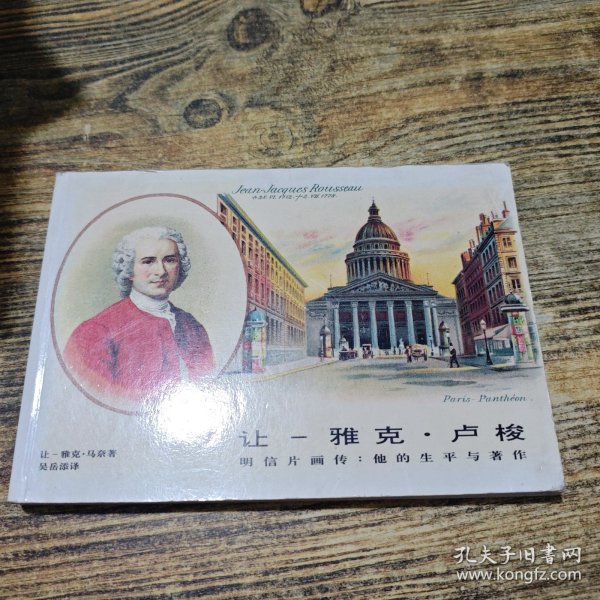 Jean-Jacques Rousseau
Paris - Panthéon.
让－雅克·卢梭
明信片画传：他的生平与著作
让－雅克·马奈著
吴岳添译
孔夫子旧书网
www.kongfz.com